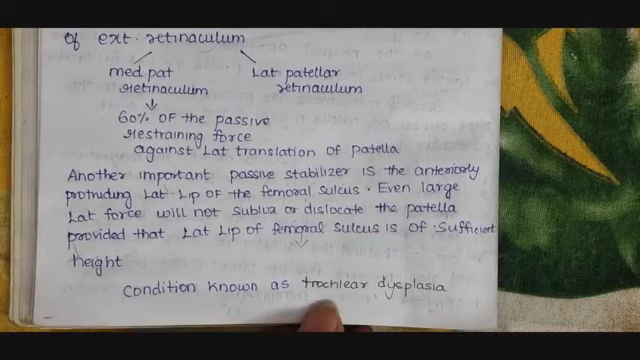 of ext. retinaculum
med pat Lat patellar
retinaculum retinaculum
60% OF the passive
restraining force
against Lat translation of patella
Another important passive stabilizer is the anteriorly
protruding Lat Lip of the femoral sulcus. Even large
Lat force will not sublux or dislocate the patella
provided that Lat Lip of femoral sulcus is of sufficient
height
Condition known as trochlear dysplasia